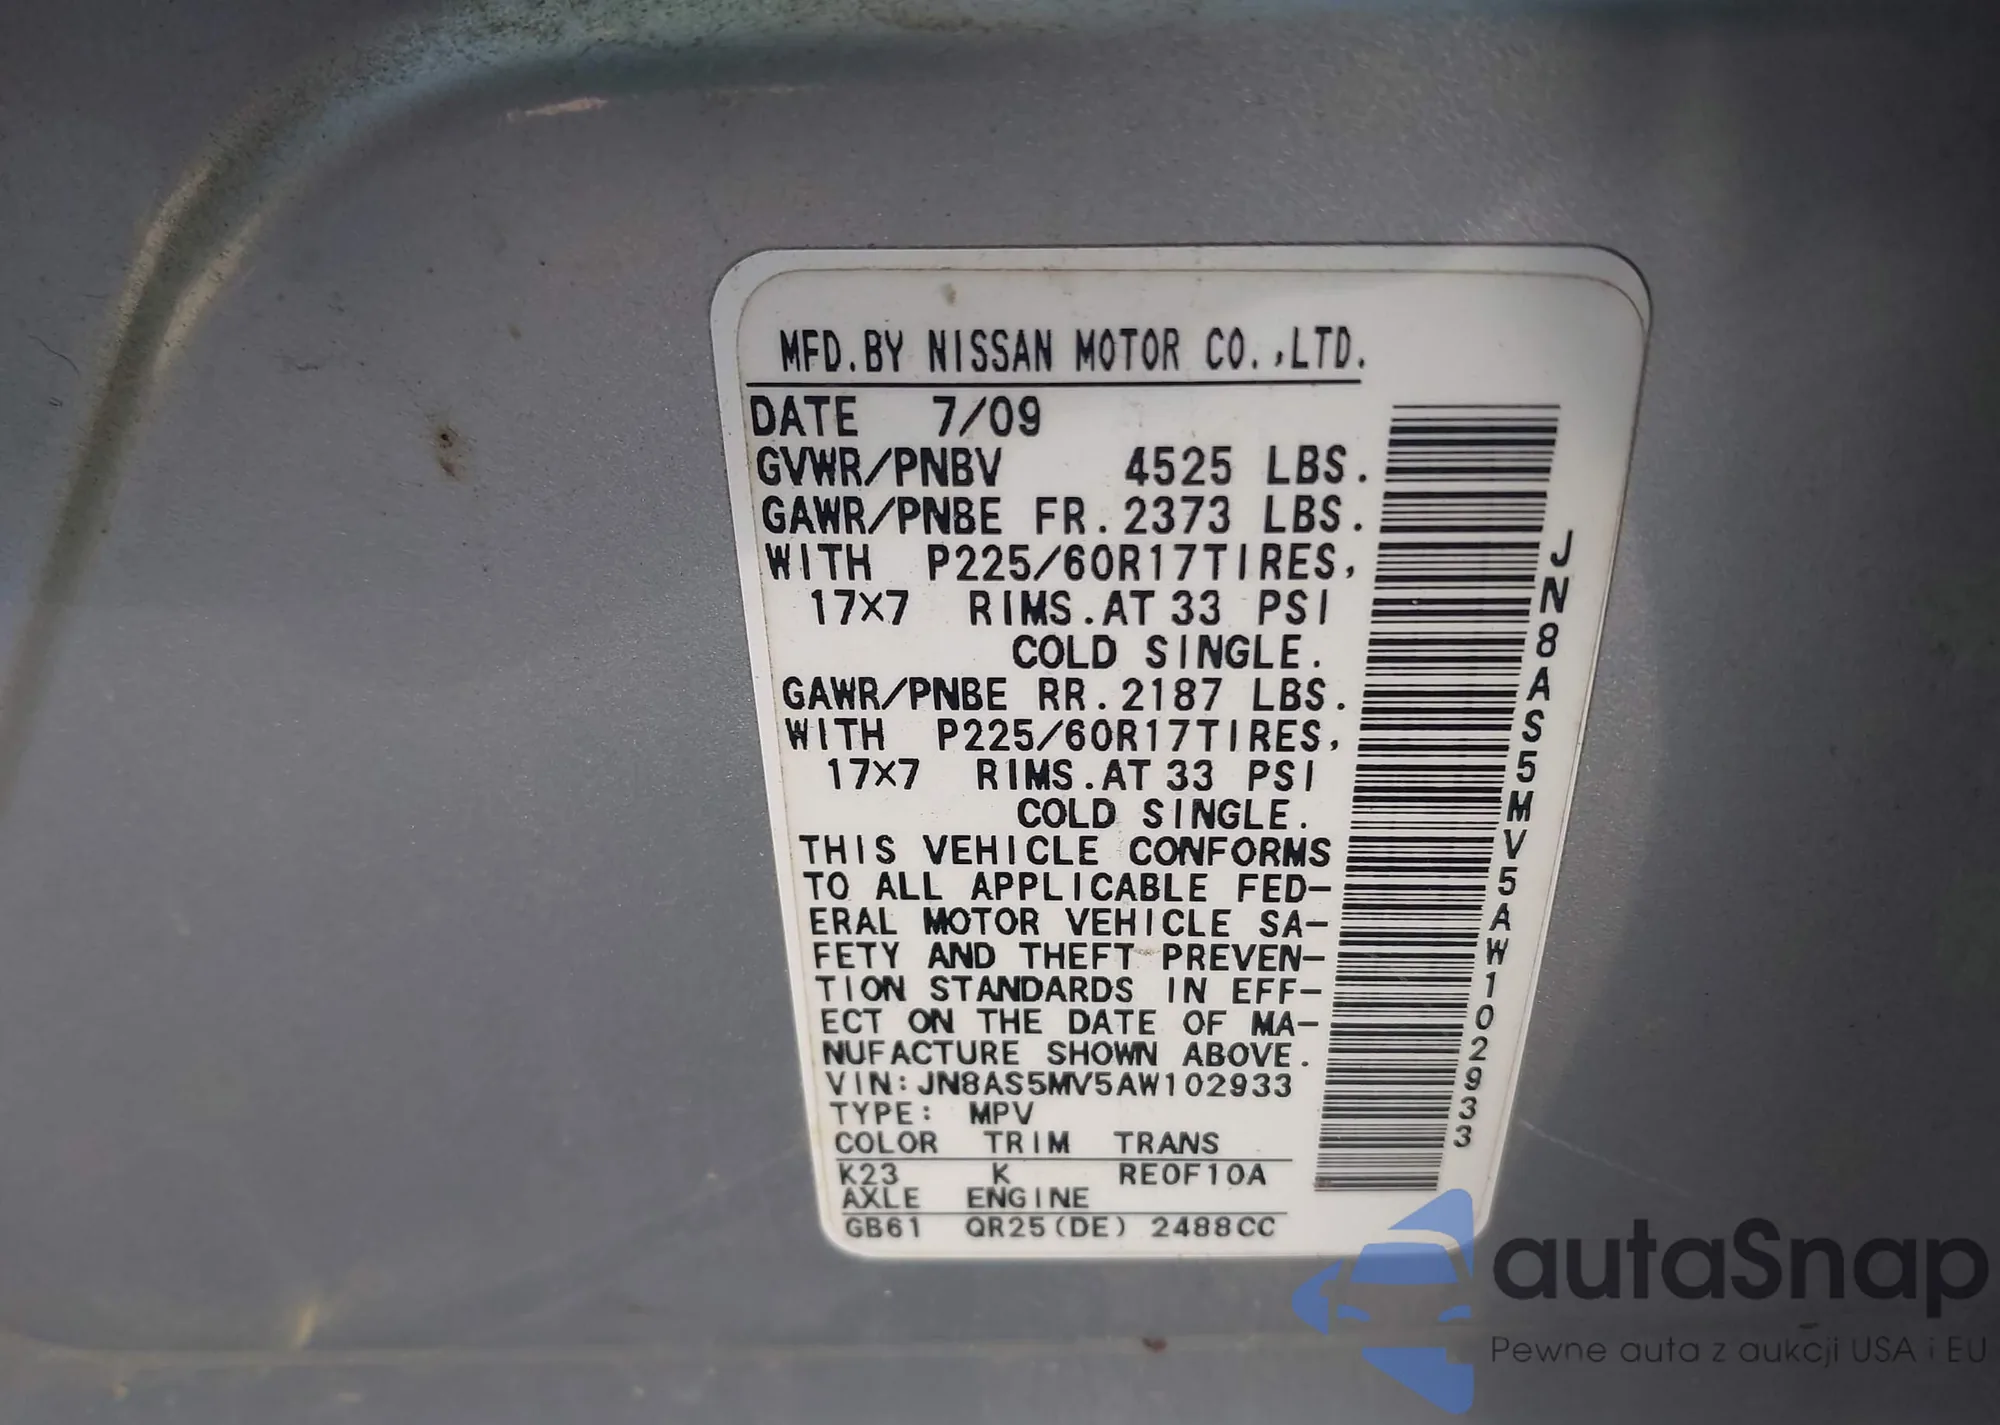 MFD.BY NISSAN MOTOR CO.,LTD.
DATE 7/09
GVWR/PNBV 4525 LBS.
GAWR/PNBE FR.2373 LBS.
WITH P225/60R17TIRES,
17X7 RIMS.AT 33 PSI
COLD SINGLE.
GAWR/PNBE RR.2187 LBS.
WITH P225/60R17TIRES,
17X7 RIMS.AT 33 PSI
COLD SINGLE.
THIS VEHICLE CONFORMS
TO ALL APPLICABLE FED-
ERAL MOTOR VEHICLE SA-
FETY AND THEFT PREVEN-
TION STANDARDS IN EFF-
ECT ON THE DATE OF MA-
NUFACTURE SHOWN ABOVE.
VIN:JN8AS5MV5AW102933
TYPE: MPV
COLOR TRIM TRANS
K23 K RE0F10A
AXLE ENGINE
GB61 QR25(DE) 2488CC
JN8AS5MV5AW102933
autaSnap
Pewne auta z aukcji USA i EU